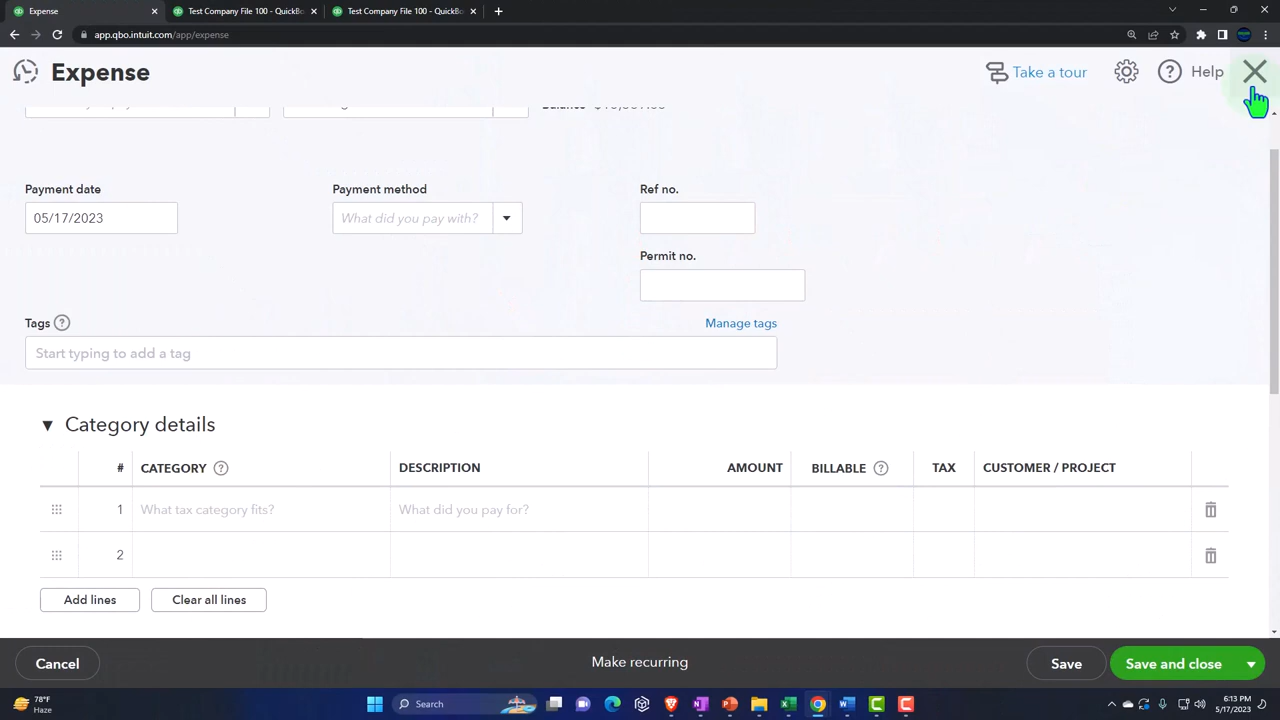 Expense
Test Company File 100 - QuickBo
Test Company File 100 - QuickBo
app.qbo.intuit.com/app/expense
Expense
Take a tour
Help
Payment date
Payment method
Ref no.
05/17/2023
What did you pay with?
Permit no.
Tags
Manage tags
Start typing to add a tag
Category details
# CATEGORY DESCRIPTION AMOUNT BILLABLE TAX CUSTOMER / PROJECT
1 What tax category fits? What did you pay for?
2
Add lines
Clear all lines
Cancel
Make recurring
Save
Save and close
78°F
Haze
Search
6:13 PM
5/17/2023